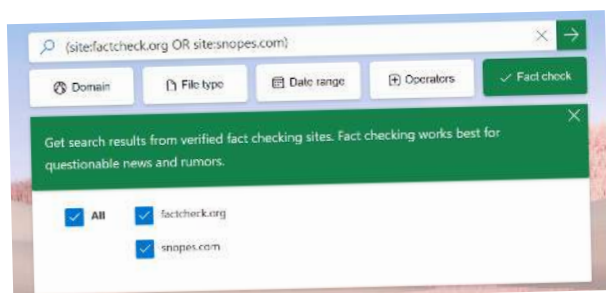 (site:factcheck.org OR site:snopes.com)
Domain
File type
Date range
Operators
Fact check
Get search results from verified fact checking sites. Fact checking works best for
questionable news and rumors.
All
factcheck.org
snopes.com